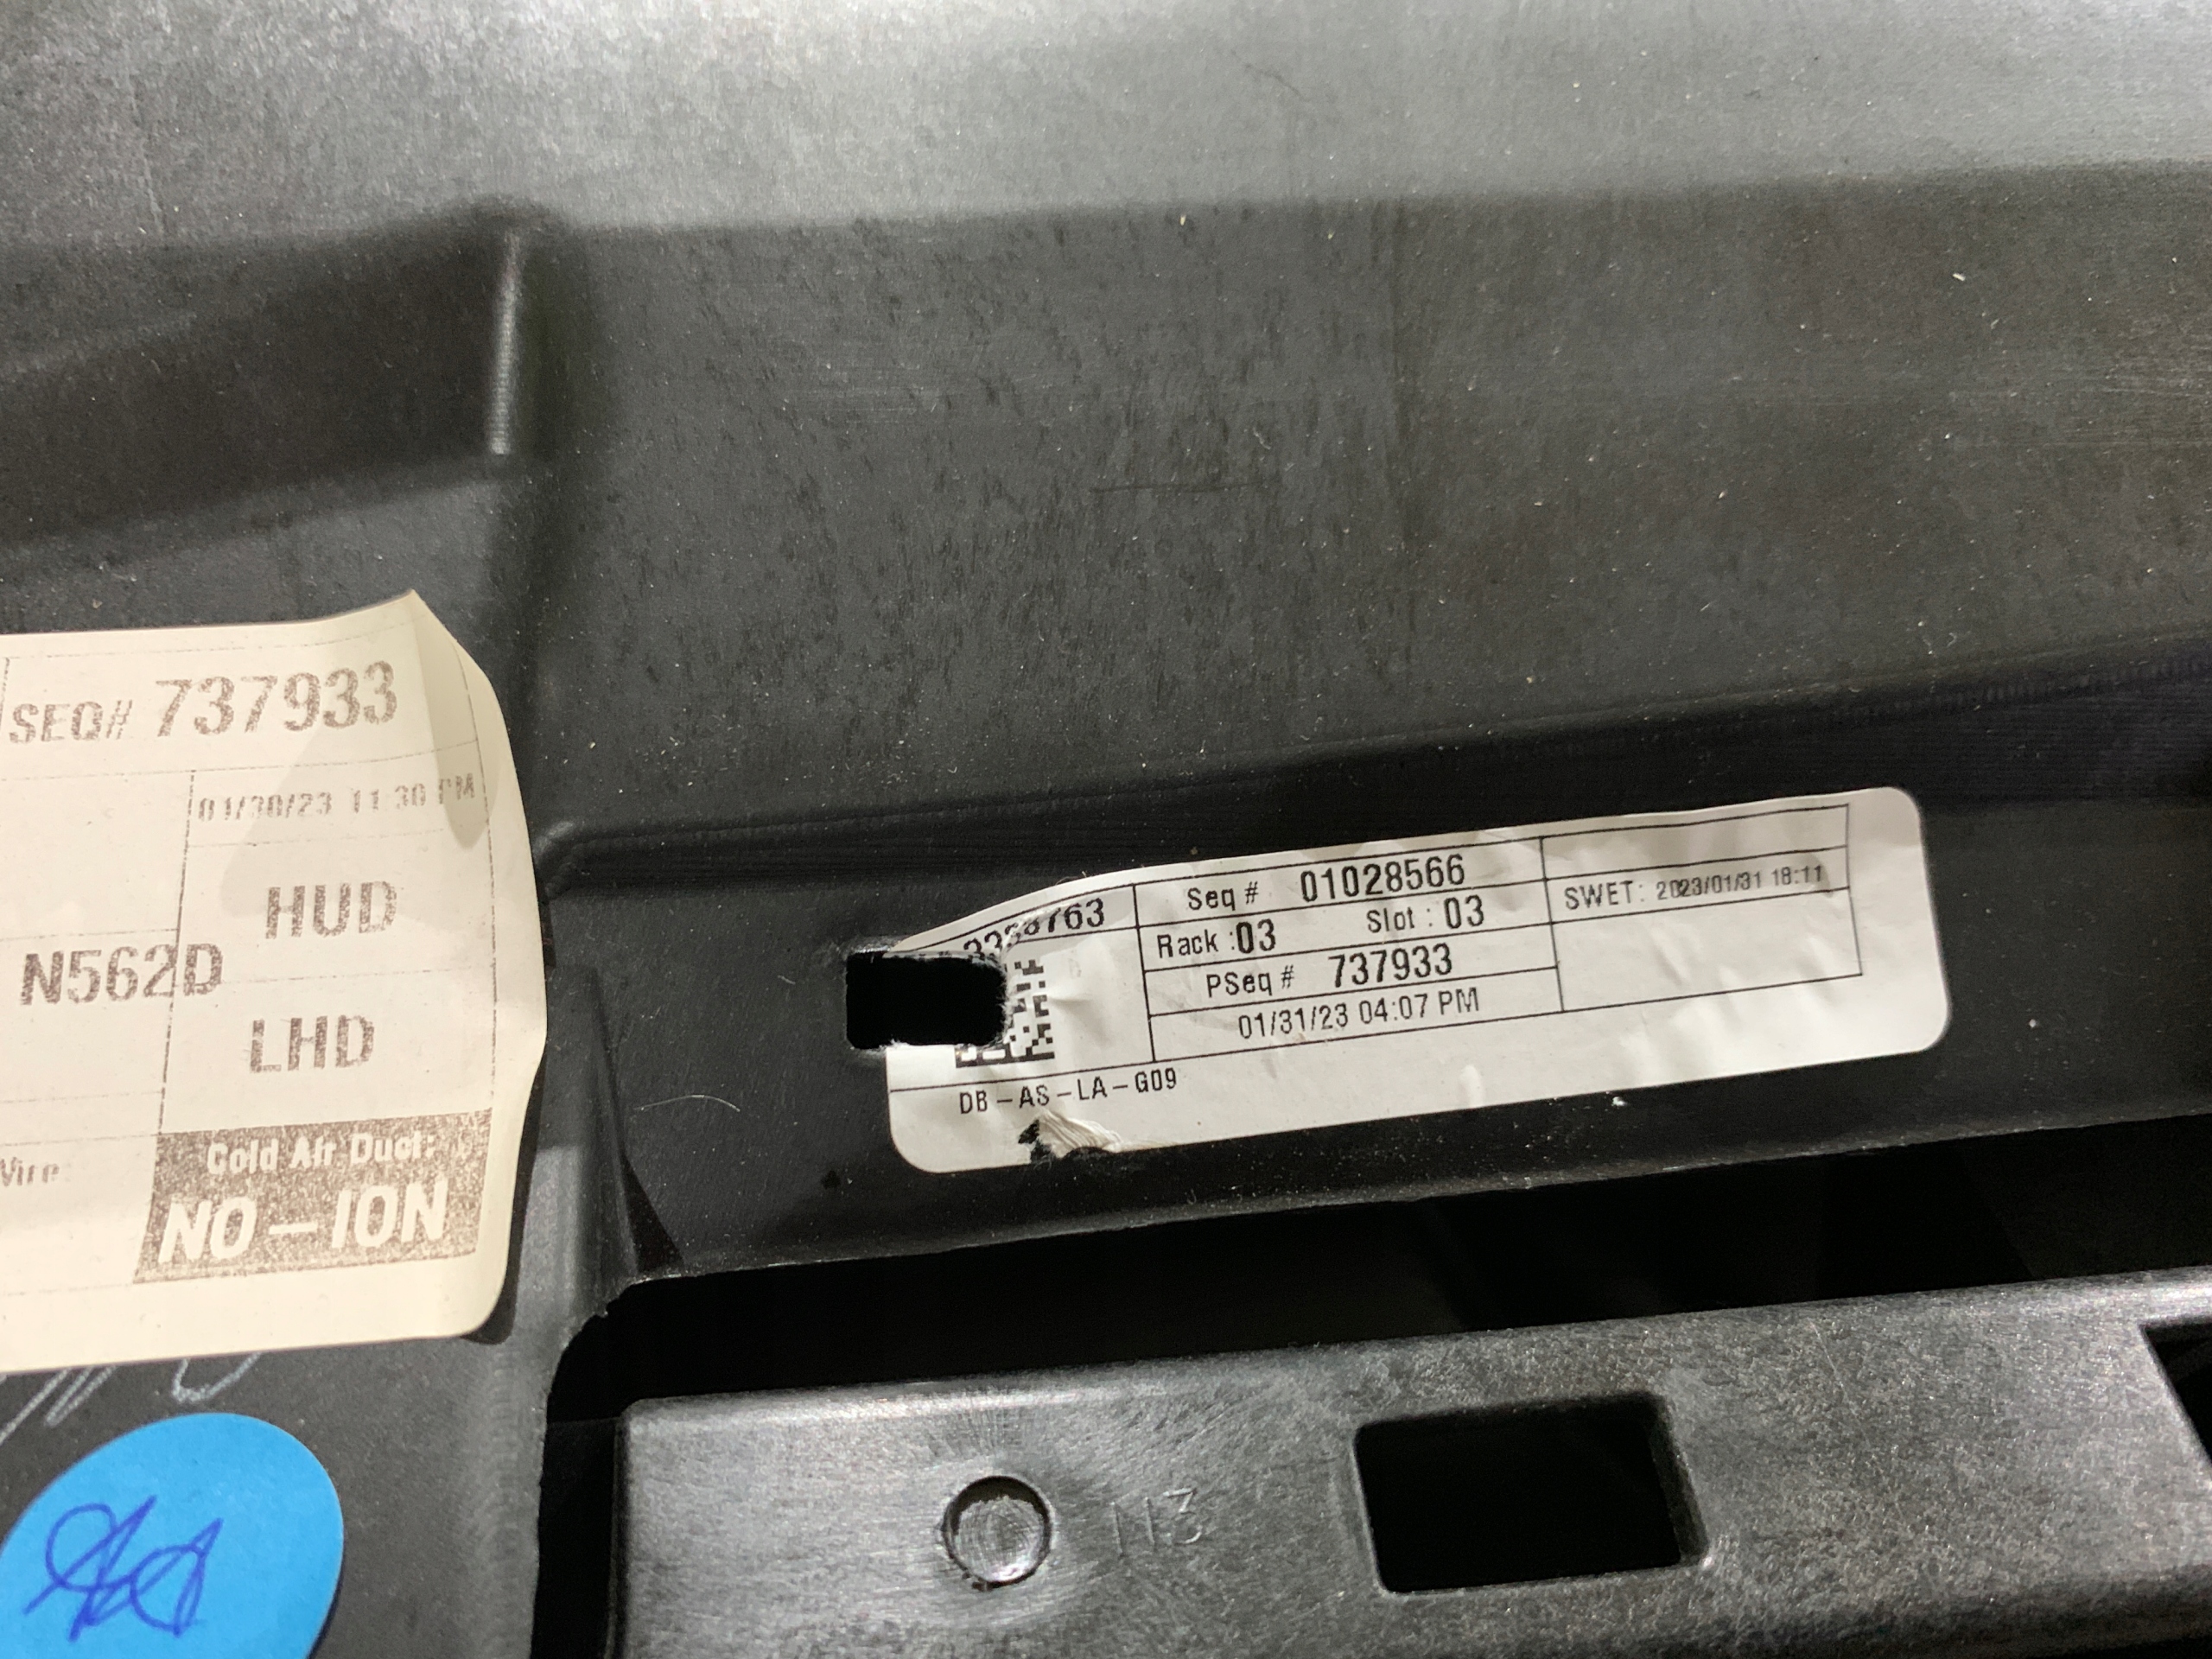 SEQ# 737933
01/30/23 11:30 PM
HUD
N562D
LHD
Cold Air Duct:
Wire
NO-ION
Seq # 01028566
Rack :03 Slot : 03
PSeq # 737933
01/31/23 04:07 PM
SWET: 2023/01/31 18:11
DB-AS-LA-G09
113